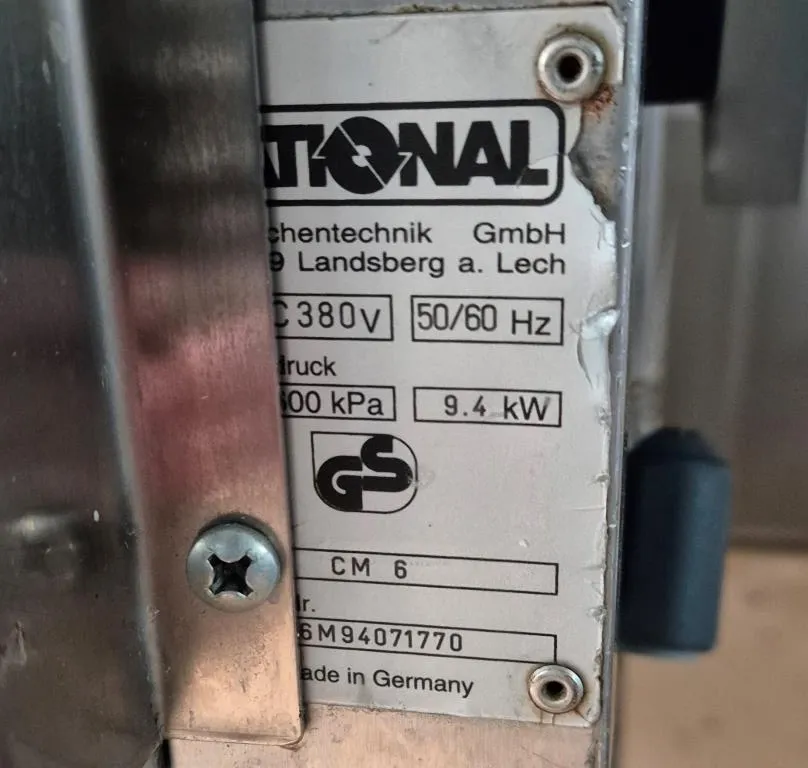 ATIONAL
chentechnik GmbH
9 Landsberg a. Lech
C 380V 50/60 Hz
druck
600 kPa 9.4 kW
GS
CM 6
Nr.
6M94071770
ade in Germany